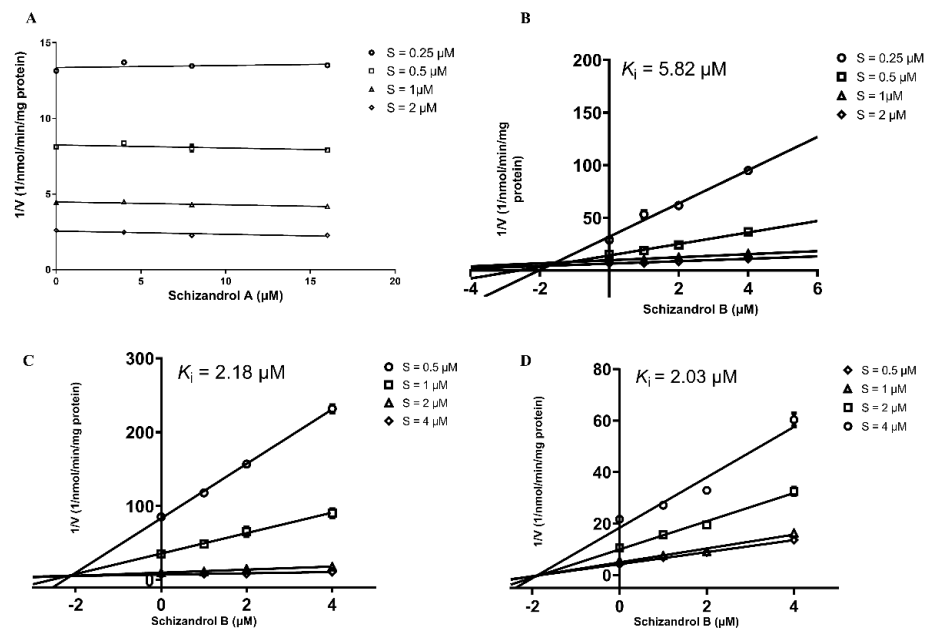 A
1/V (1/nmol/min/mg protein)
15
10
5
0
0
5
10
15
20
Schizandrol A (µM)
S = 0.25 µM
S = 0.5 µM
S = 1µM
S = 2 µM
B
Ki = 5.82 µM
1/V (1/nmol/min/mg
protein)
200
150
100
50
-4
-2
0
2
4
6
Schizandrol B (µM)
S = 0.25 µM
S = 0.5 µM
S = 1µM
S = 2 µM
C
Ki = 2.18 µM
1/V (1/nmol/min/mg protein)
300
200
100
0
-2
0
2
4
Schizandrol B (µM)
S = 0.5 µM
S = 1 µM
S = 2 µM
S = 4 µM
D
Ki = 2.03 µM
1/V (1/nmol/min/mg protein)
80
60
40
20
0
-2
0
2
4
Schizandrol B (µM)
S = 0.5 µM
S = 1 µM
S = 2 µM
S = 4 µM